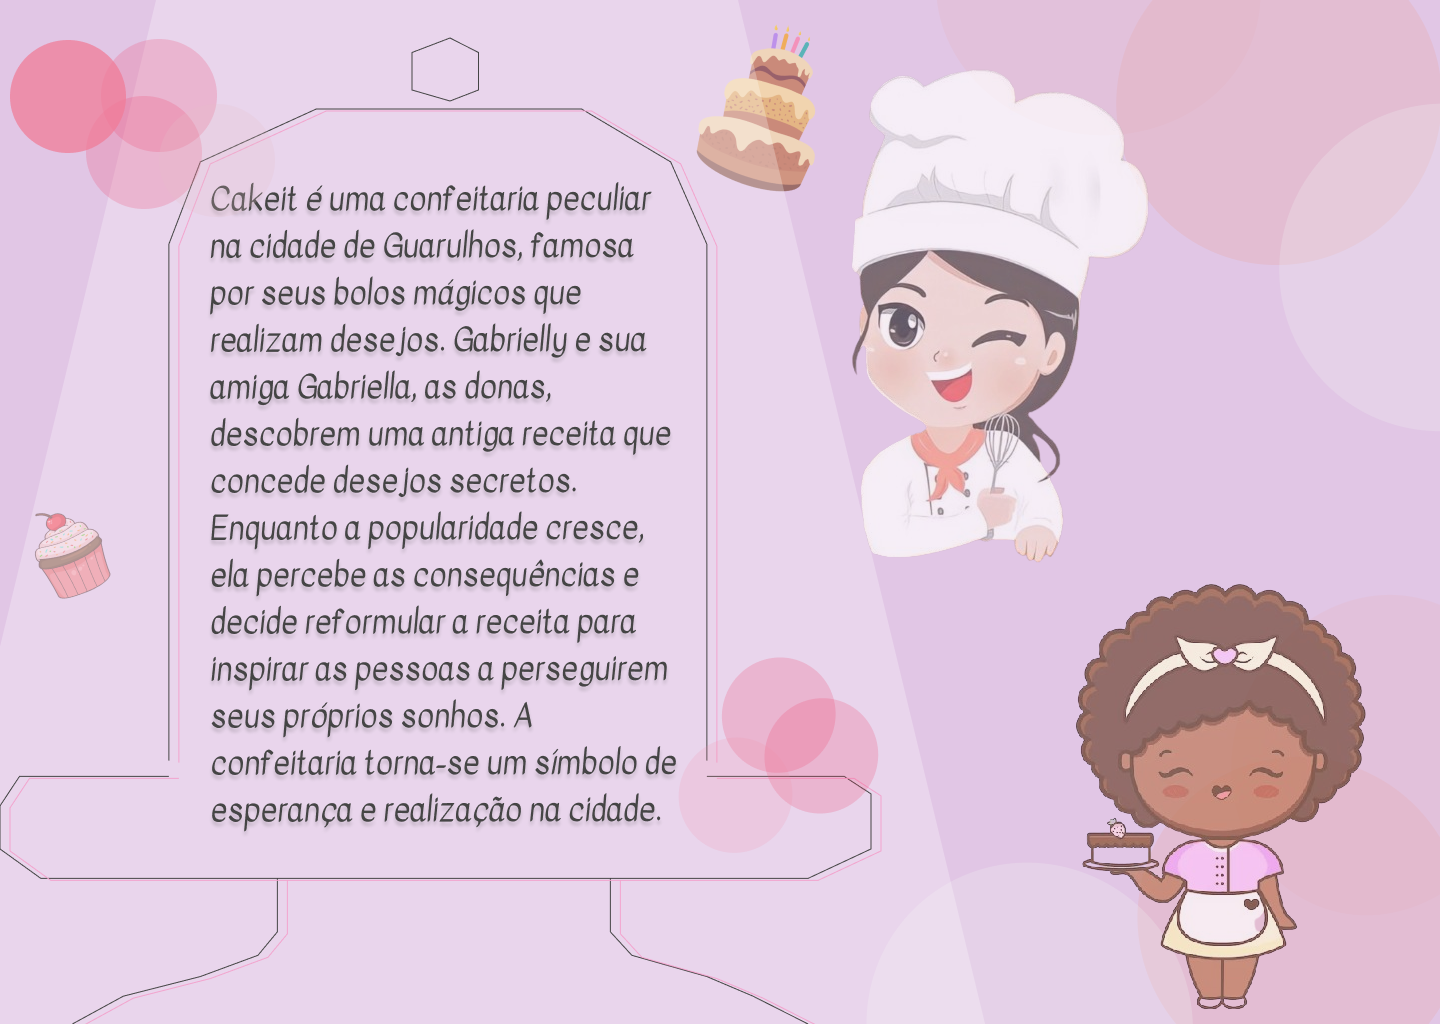 Cakeit é uma confeitaria peculiar
na cidade de Guarulhos, famosa
por seus bolos mágicos que
realizam desejos. Gabrielly e sua
amiga Gabriella, as donas,
descobrem uma antiga receita que
concede desejos secretos.
Enquanto a popularidade cresce,
ela percebe as consequências e
decide reformular a receita para
inspirar as pessoas a perseguirem
seus próprios sonhos. A
confeitaria torna-se um símbolo de
esperança e realização na cidade.